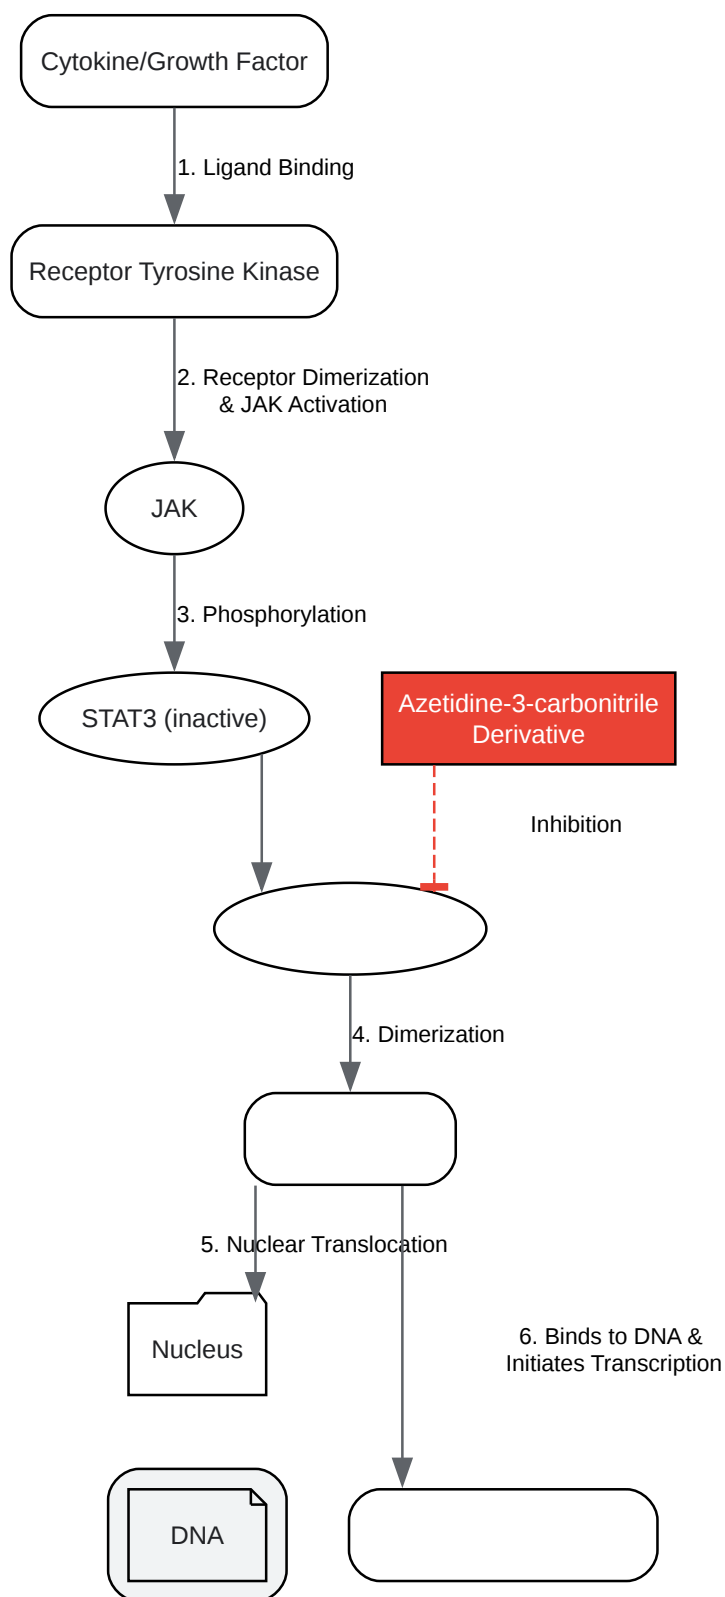 Cytokine/Growth Factor
1. Ligand Binding
Receptor Tyrosine Kinase
2. Receptor Dimerization
& JAK Activation
JAK
3. Phosphorylation
STAT3 (inactive)
Azetidine-3-carbonitrile
Derivative
Inhibition
4. Dimerization
5. Nuclear Translocation
Nucleus
6. Binds to DNA &
Initiates Transcription
DNA